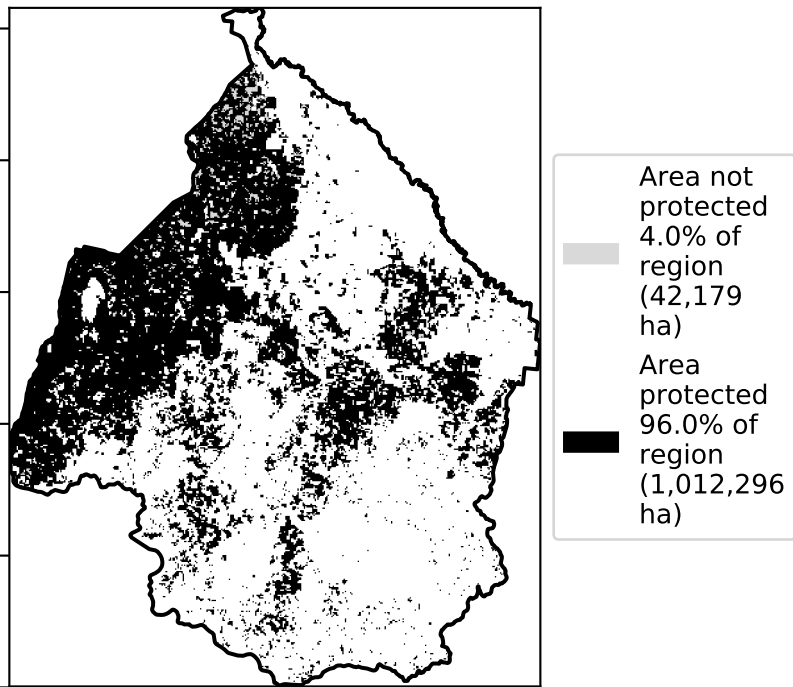 Area not
protected
4.0% of
region
(42,179
ha)
Area
protected
96.0% of
region
(1,012,296
ha)